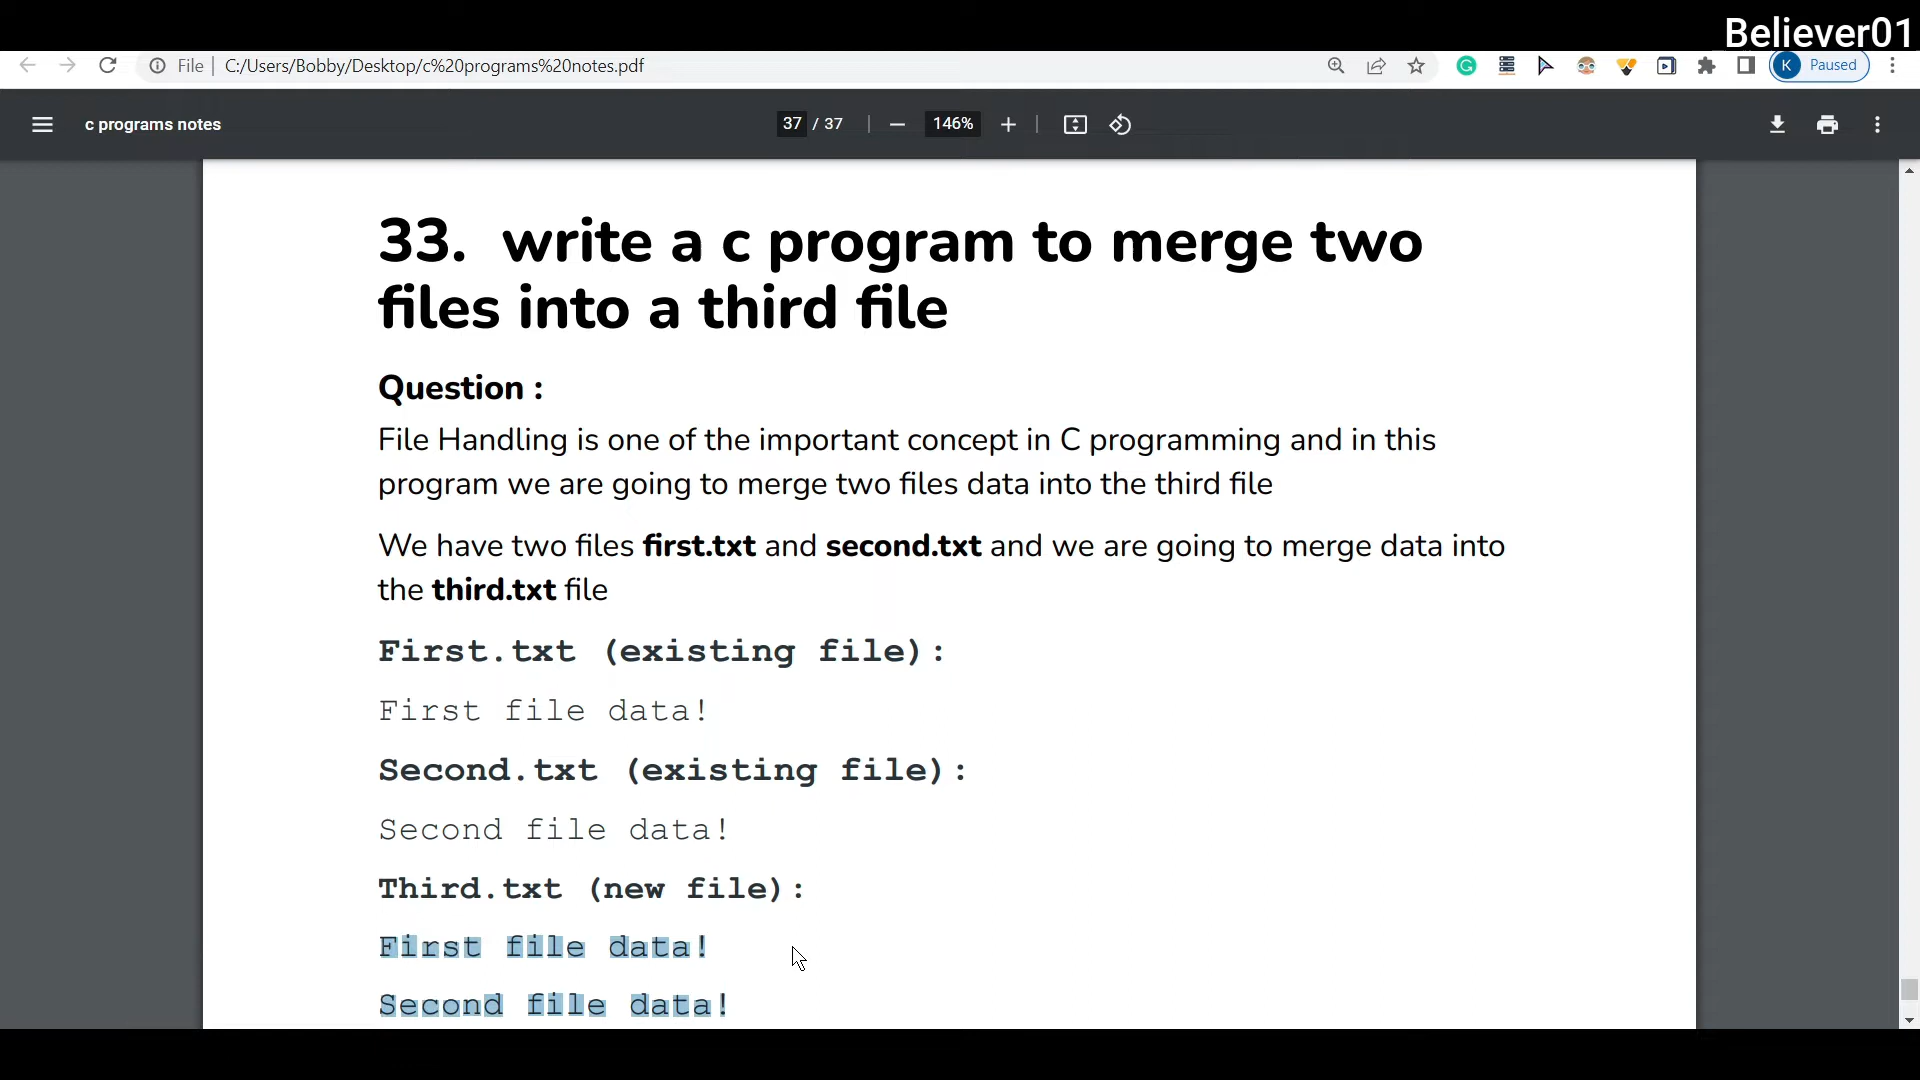 Believer01
File | C:/Users/Bobby/Desktop/c%20programs%20notes.pdf
K Paused
c programs notes
37 / 37 | — 146% + |
33. write a c program to merge two
files into a third file
Question :
File Handling is one of the important concept in C programming and in this
program we are going to merge two files data into the third file
We have two files first.txt and second.txt and we are going to merge data into
the third.txt file
First.txt (existing file):
First file data!
Second.txt (existing file):
Second file data!
Third.txt (new file):
First file data!
Second file data!